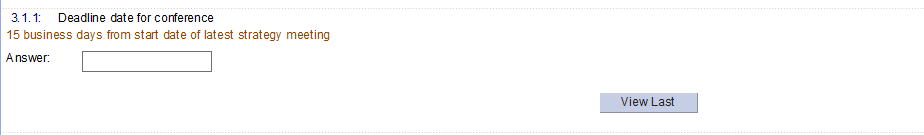 3.1.1: Deadline date for conference
15 business days from start date of latest strategy meeting
Answer:
View Last